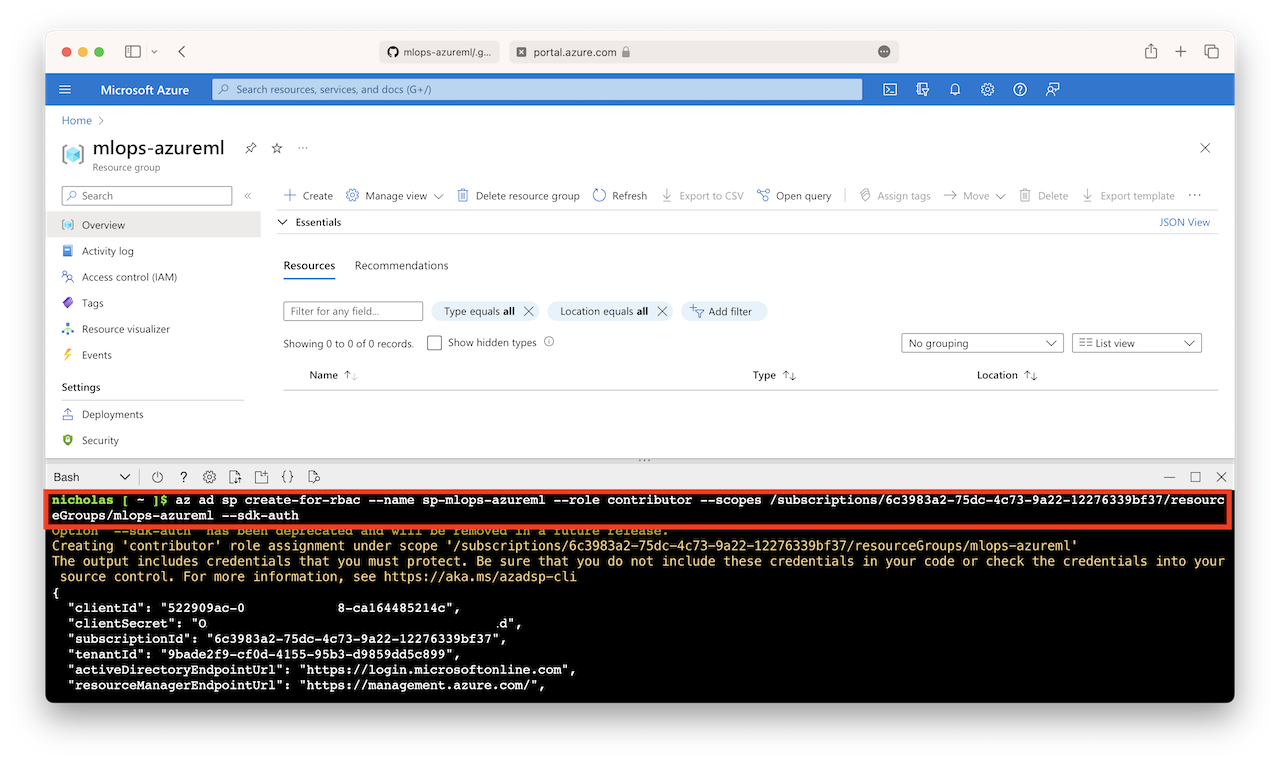 mlops-azureml/.g...
portal.azure.com
Microsoft Azure
Search resources, services, and docs (G+/)
Home
mlops-azureml
...
Resource group
Search
«
Create
Manage view
Delete resource group
Refresh
Export to CSV
Open query
Assign tags
Move
Delete
Export template
...
Overview
Essentials
JSON View
Activity log
Access control (IAM)
Tags
Resource visualizer
Events
Settings
Deployments
Security
Resources
Recommendations
Filter for any field...
Type equals all
Location equals all
Add filter
Showing 0 to 0 of 0 records.
Show hidden types
No grouping
List view
Name
Type
Location
Bash
?
{}
nicholas [ ~ ]$ az ad sp create-for-rbac --name sp-mlops-azureml --role contributor --scopes /subscriptions/6c3983a2-75dc-4c73-9a22-12276339bf37/resourc
eGroups/mlops-azureml --sdk-auth
Option '--sdk-auth' has been deprecated and will be removed in a future release.
Creating 'contributor' role assignment under scope '/subscriptions/6c3983a2-75dc-4c73-9a22-12276339bf37/resourceGroups/mlops-azureml'
The output includes credentials that you must protect. Be sure that you do not include these credentials in your code or check the credentials into your
source control. For more information, see https://aka.ms/azadsp-cli
{
"clientId": "522909ac-0 8-ca164485214c",
"clientSecret": "O .d",
"subscriptionId": "6c3983a2-75dc-4c73-9a22-12276339bf37",
"tenantId": "9bade2f9-cf0d-4155-95b3-d9859dd5c899",
"activeDirectoryEndpointUrl": "https://login.microsoftonline.com",
"resourceManagerEndpointUrl": "https://management.azure.com/",